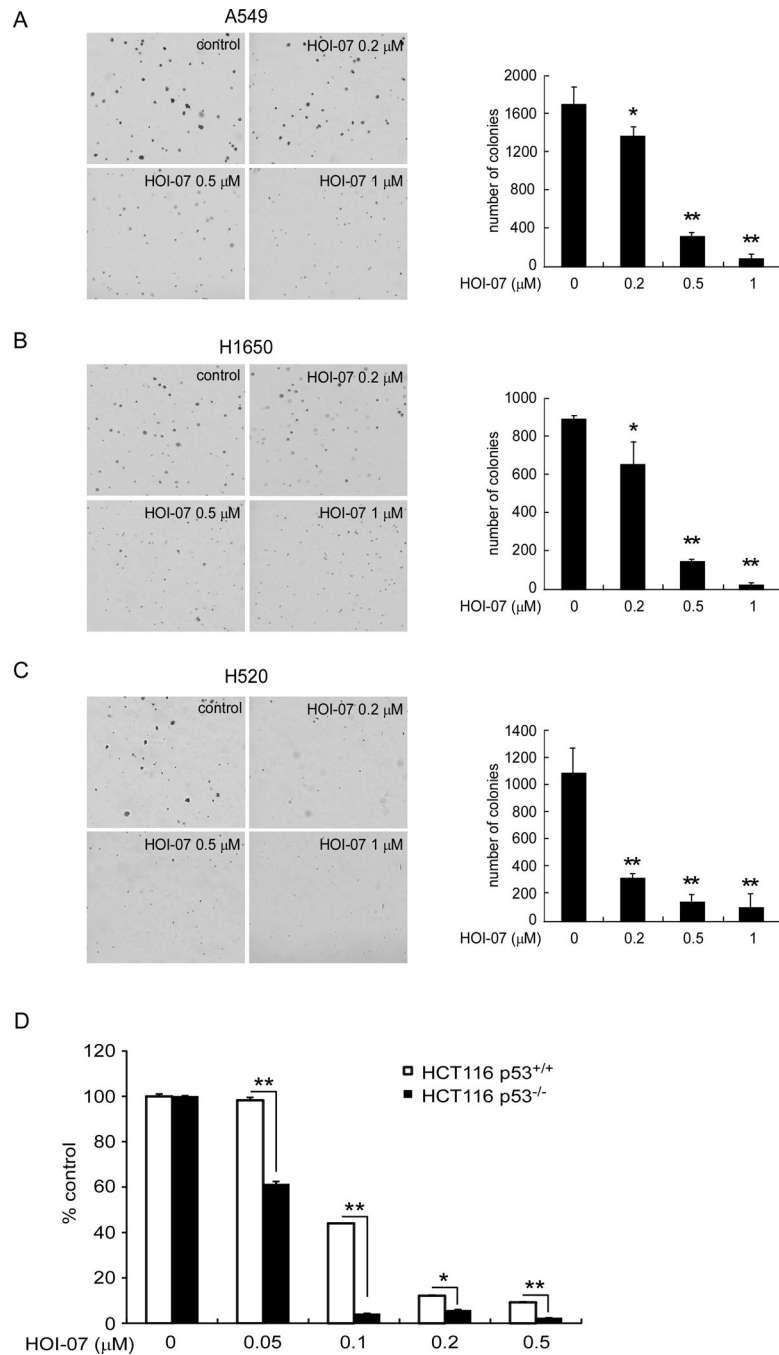 A
A549
control
HOI-07 0.2 μM
HOI-07 0.5 μM
HOI-07 1 μM
number of colonies
2000
1600
1200
800
400
0
*
**
**
HOI-07 (μM)
0 0.2 0.5 1
B
H1650
control
HOI-07 0.2 μM
HOI-07 0.5 μM
HOI-07 1 μM
number of colonies
1000
800
600
400
200
0
*
**
**
HOI-07 (μM)
0 0.2 0.5 1
C
H520
control
HOI-07 0.2 μM
HOI-07 0.5 μM
HOI-07 1 μM
number of colonies
1400
1200
1000
800
600
400
200
0
**
**
**
HOI-07 (μM)
0 0.2 0.5 1
D
% control
120
100
80
60
40
20
0
HCT116 p53+/+
HCT116 p53-/-
**
**
*
**
HOI-07 (μM)
0 0.05 0.1 0.2 0.5